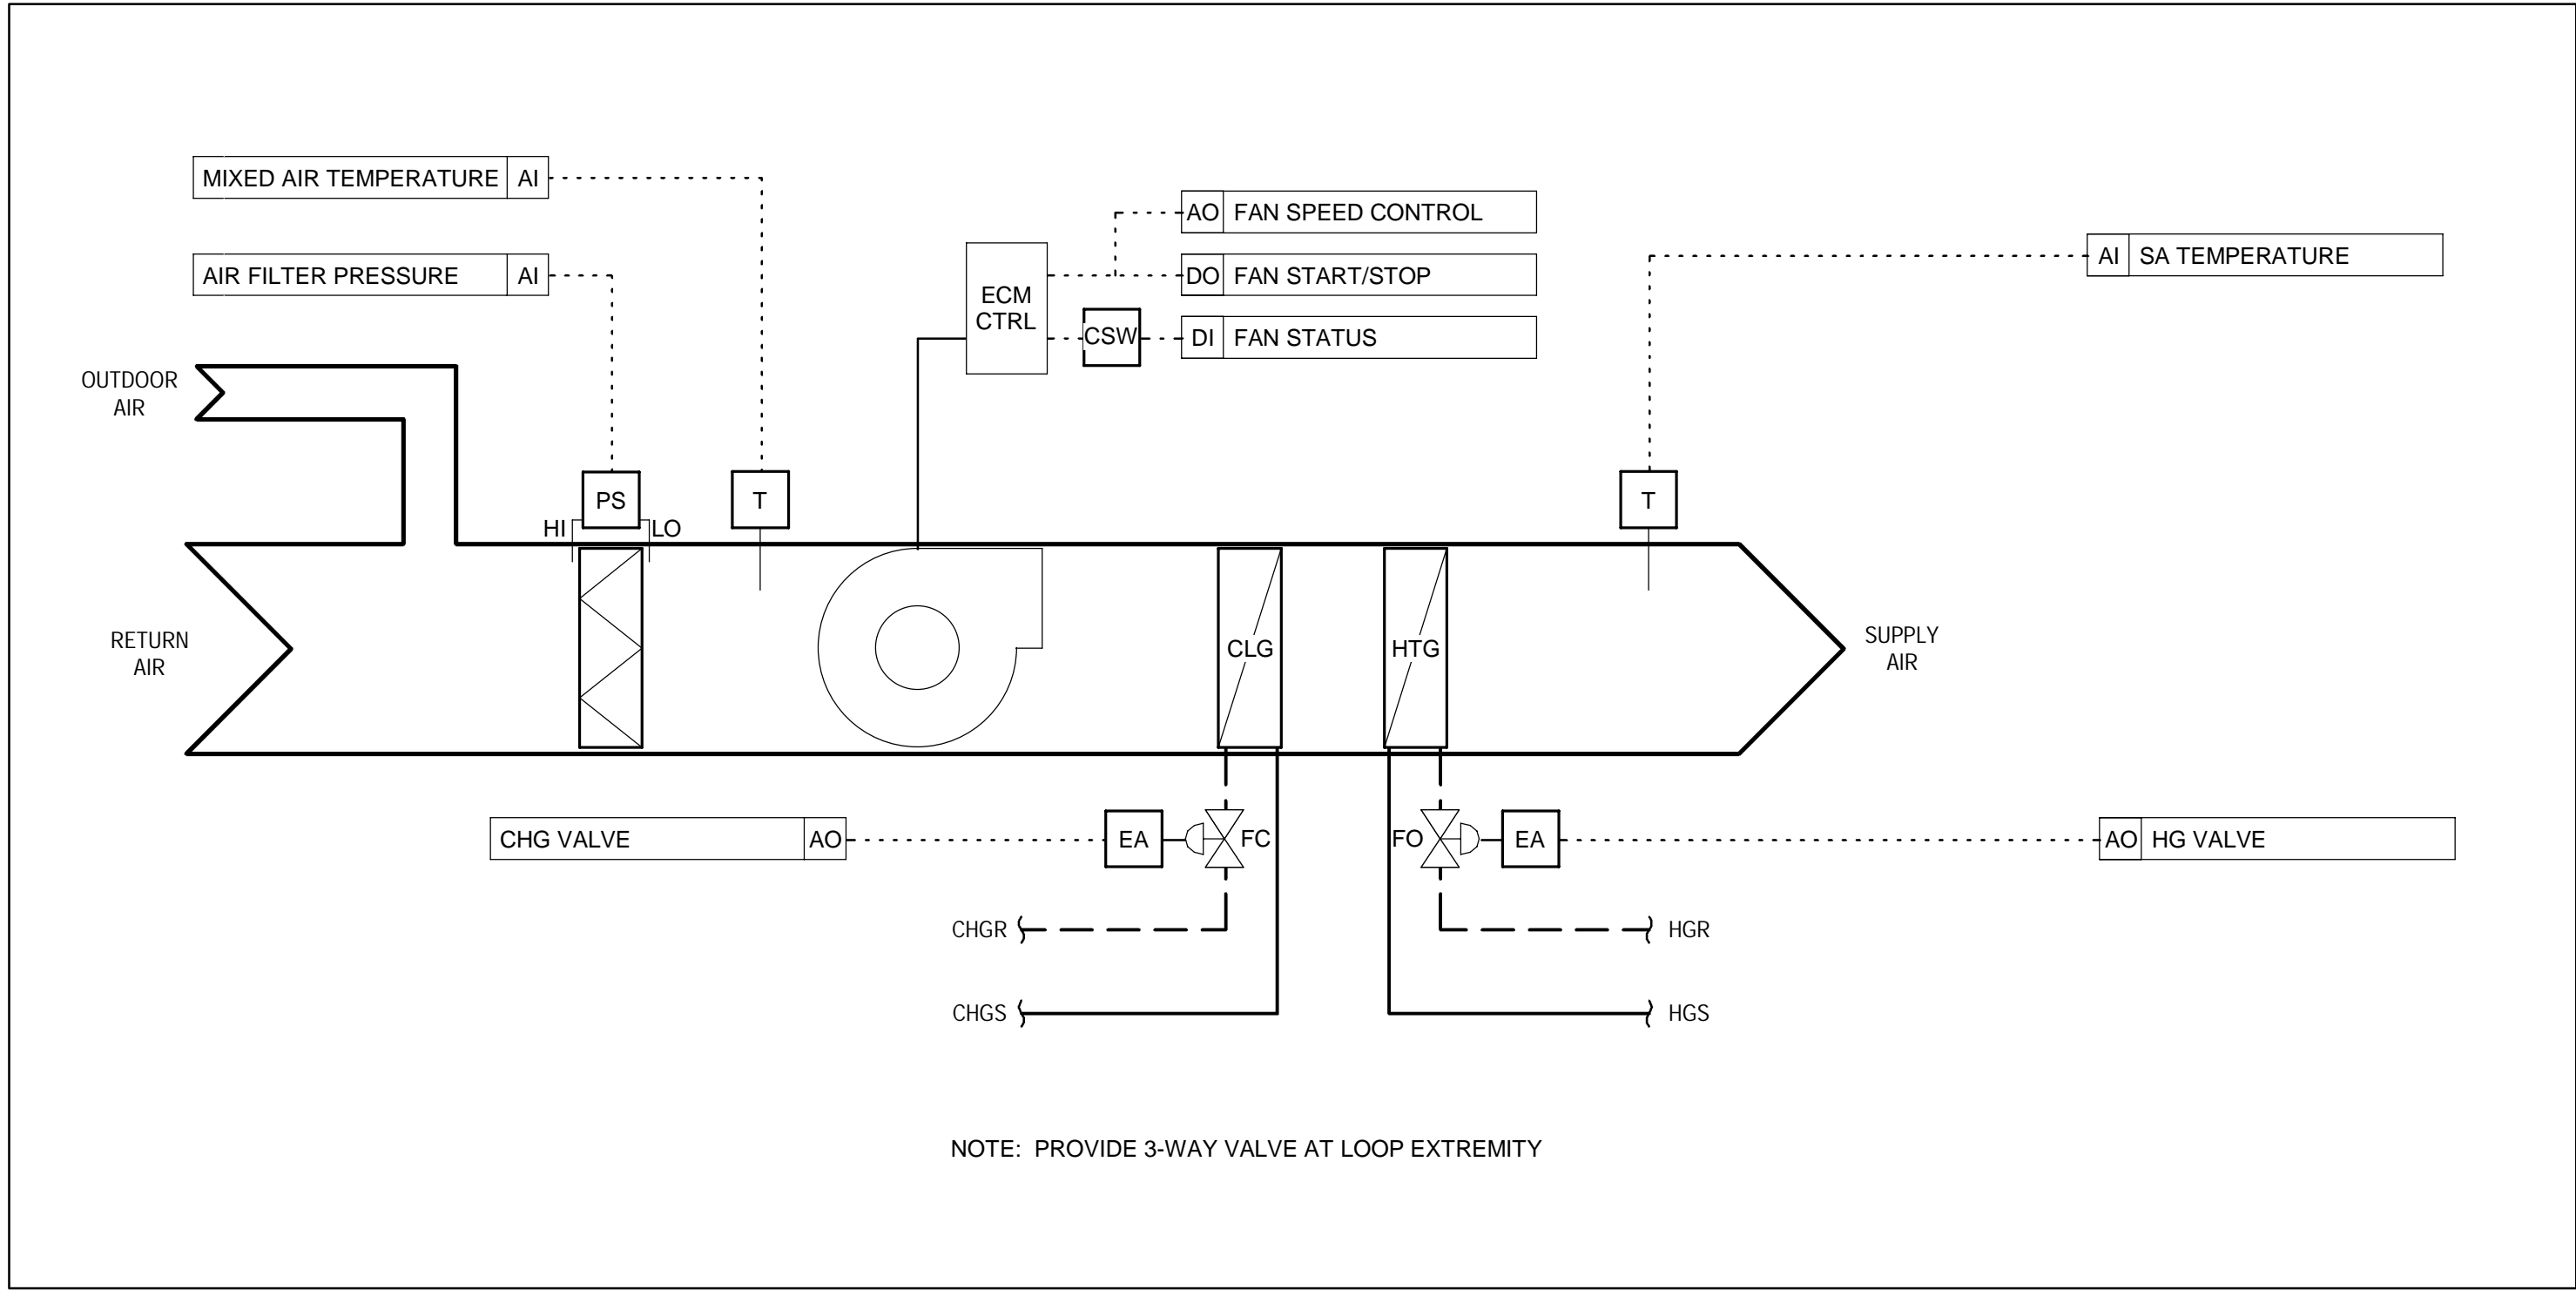 MIXED AIR TEMPERATURE AI
AO FAN SPEED CONTROL
AI SA TEMPERATURE
AIR FILTER PRESSURE AI
DO FAN START/STOP
ECM
CTRL
CSW
DI FAN STATUS
OUTDOOR
AIR
PS
T
T
HI
LO
RETURN
AIR
CLG
HTG
SUPPLY
AIR
CHG VALVE AO
EA
FC
FO
EA
AO HG VALVE
CHGR
HGR
CHGS
HGS
NOTE: PROVIDE 3-WAY VALVE AT LOOP EXTREMITY